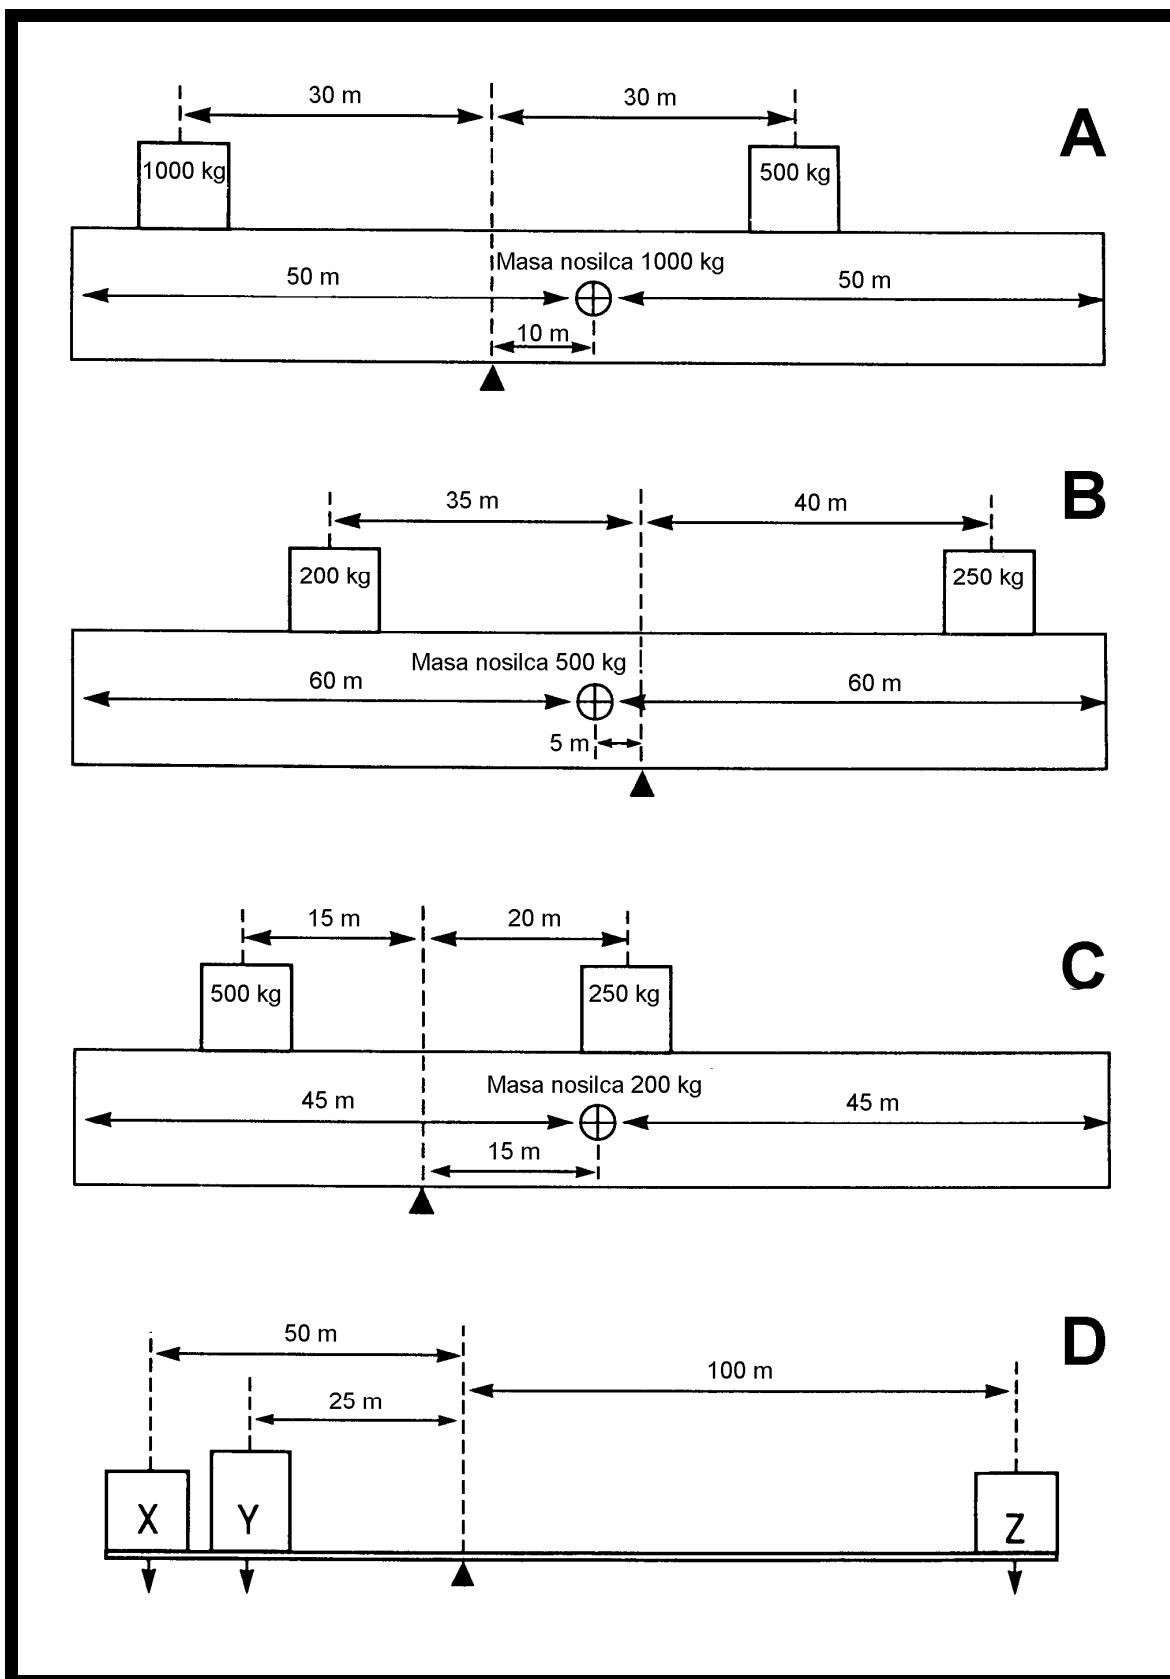 30 m
30 m
A
1000 kg
500 kg
Masa nosilca 1000 kg
50 m
50 m
10 m
B
35 m
40 m
200 kg
250 kg
Masa nosilca 500 kg
60 m
60 m
5 m
15 m
20 m
C
500 kg
250 kg
Masa nosilca 200 kg
45 m
45 m
15 m
D
50 m
100 m
25 m
X
Y
Z